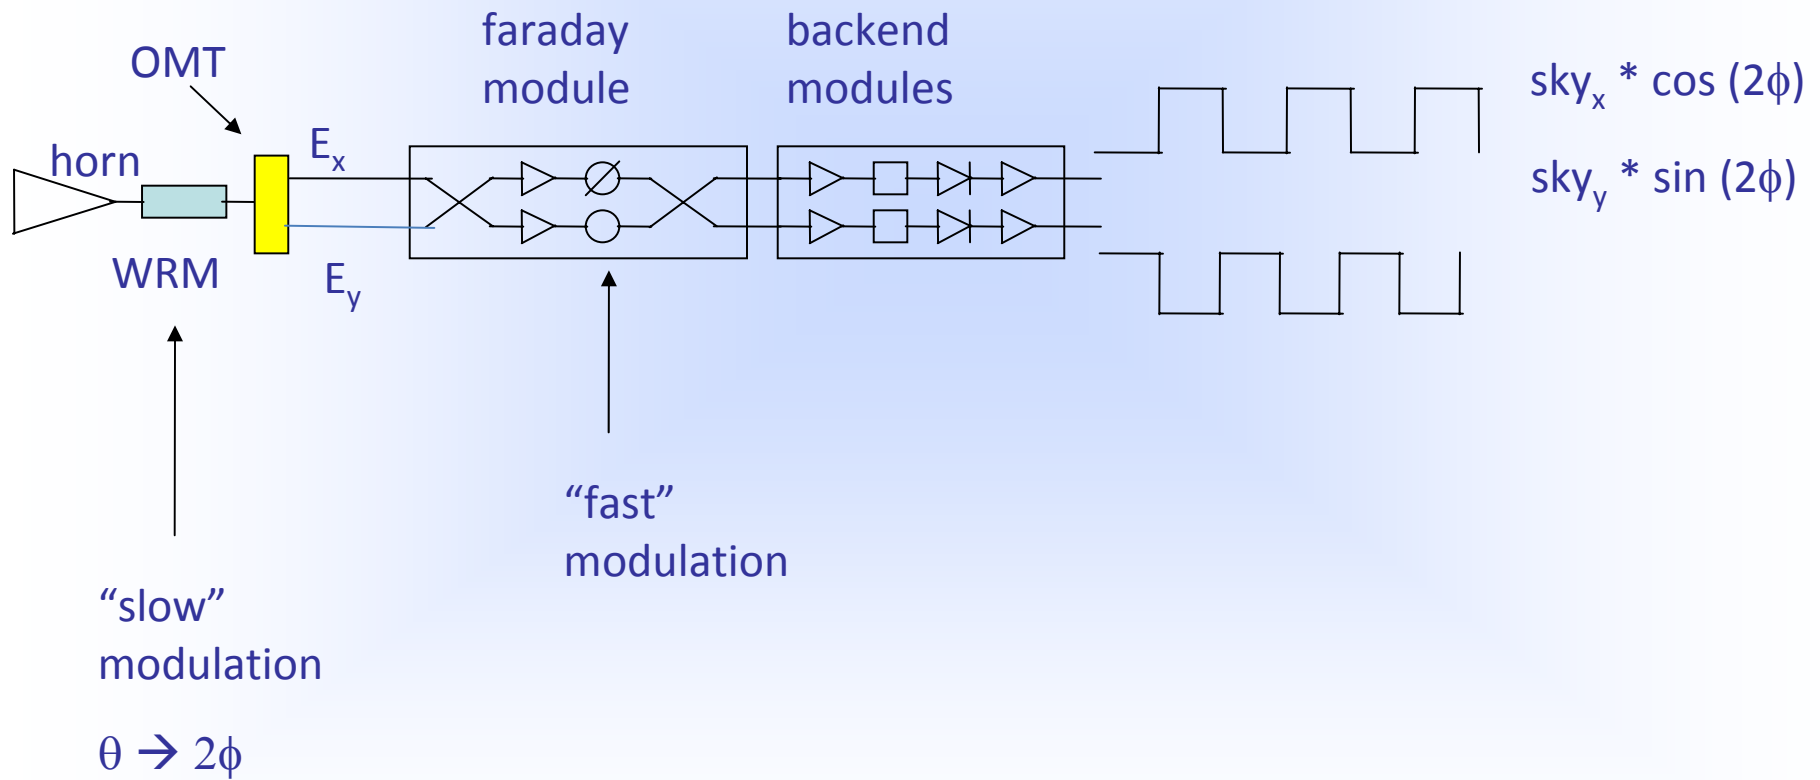 faraday
module
backend
modules
OMT
sky_x * cos (2ϕ)
horn
E_x
sky_y * sin (2ϕ)
WRM
E_y
“fast”
modulation
“slow”
modulation
θ → 2ϕ